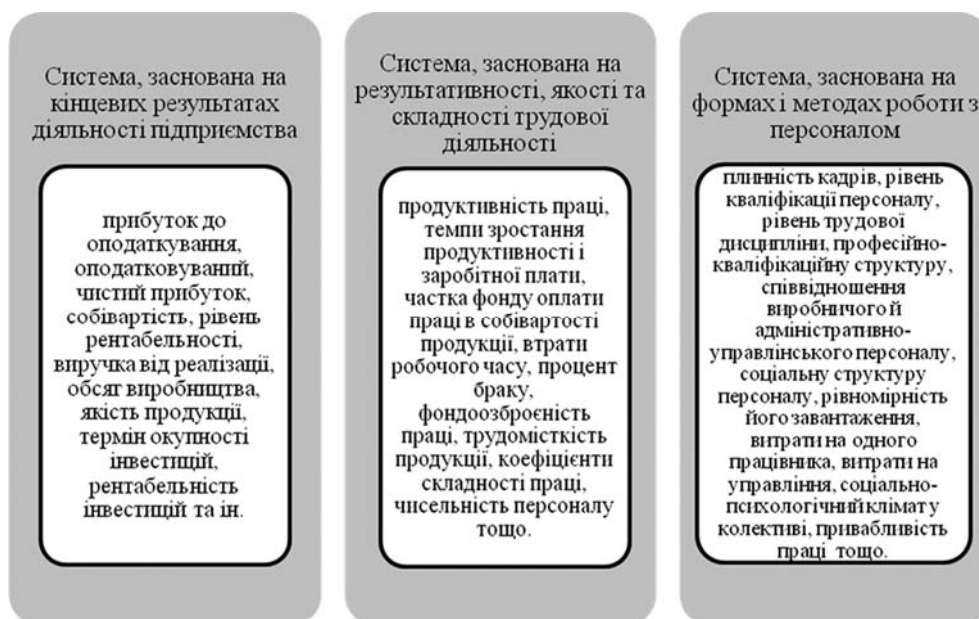 Система, заснована на
кінцевих результатах
діяльності підприємства
прибуток до
оподаткування,
оподатковуваний,
чистий прибуток,
собівартість, рівень
рентабельності,
виручка від реалізації,
обсяг виробництва,
якість продукції,
термін окупності
інвестицій,
рентабельність
інвестицій та ін.
Система, заснована на
результативності, якості та
складності трудової
діяльності
продуктивність праці,
темпи зростання
продуктивності і
заробітної плати,
частка фонду оплати
праці в собівартості
продукції, втрати
робочого часу, процент
браку,
фондоозброєність
праці, трудомісткість
продукції, коефіцієнти
складності праці,
чисельність персоналу
тощо.
Система, заснована на
формах і методах роботи з
персоналом
плинність кадрів, рівень
кваліфікації персоналу,
рівень трудової
дисципліни, професійно-
кваліфікаційну структуру,
співвідношення
виробничого й
адміністративно-
управлінського персоналу,
соціальну структуру
персоналу, рівномірність
його завантаження,
витрати на одного
працівника, витрати на
управління, соціально-
психологічний клімат у
колективі, привабливість
праці тощо.